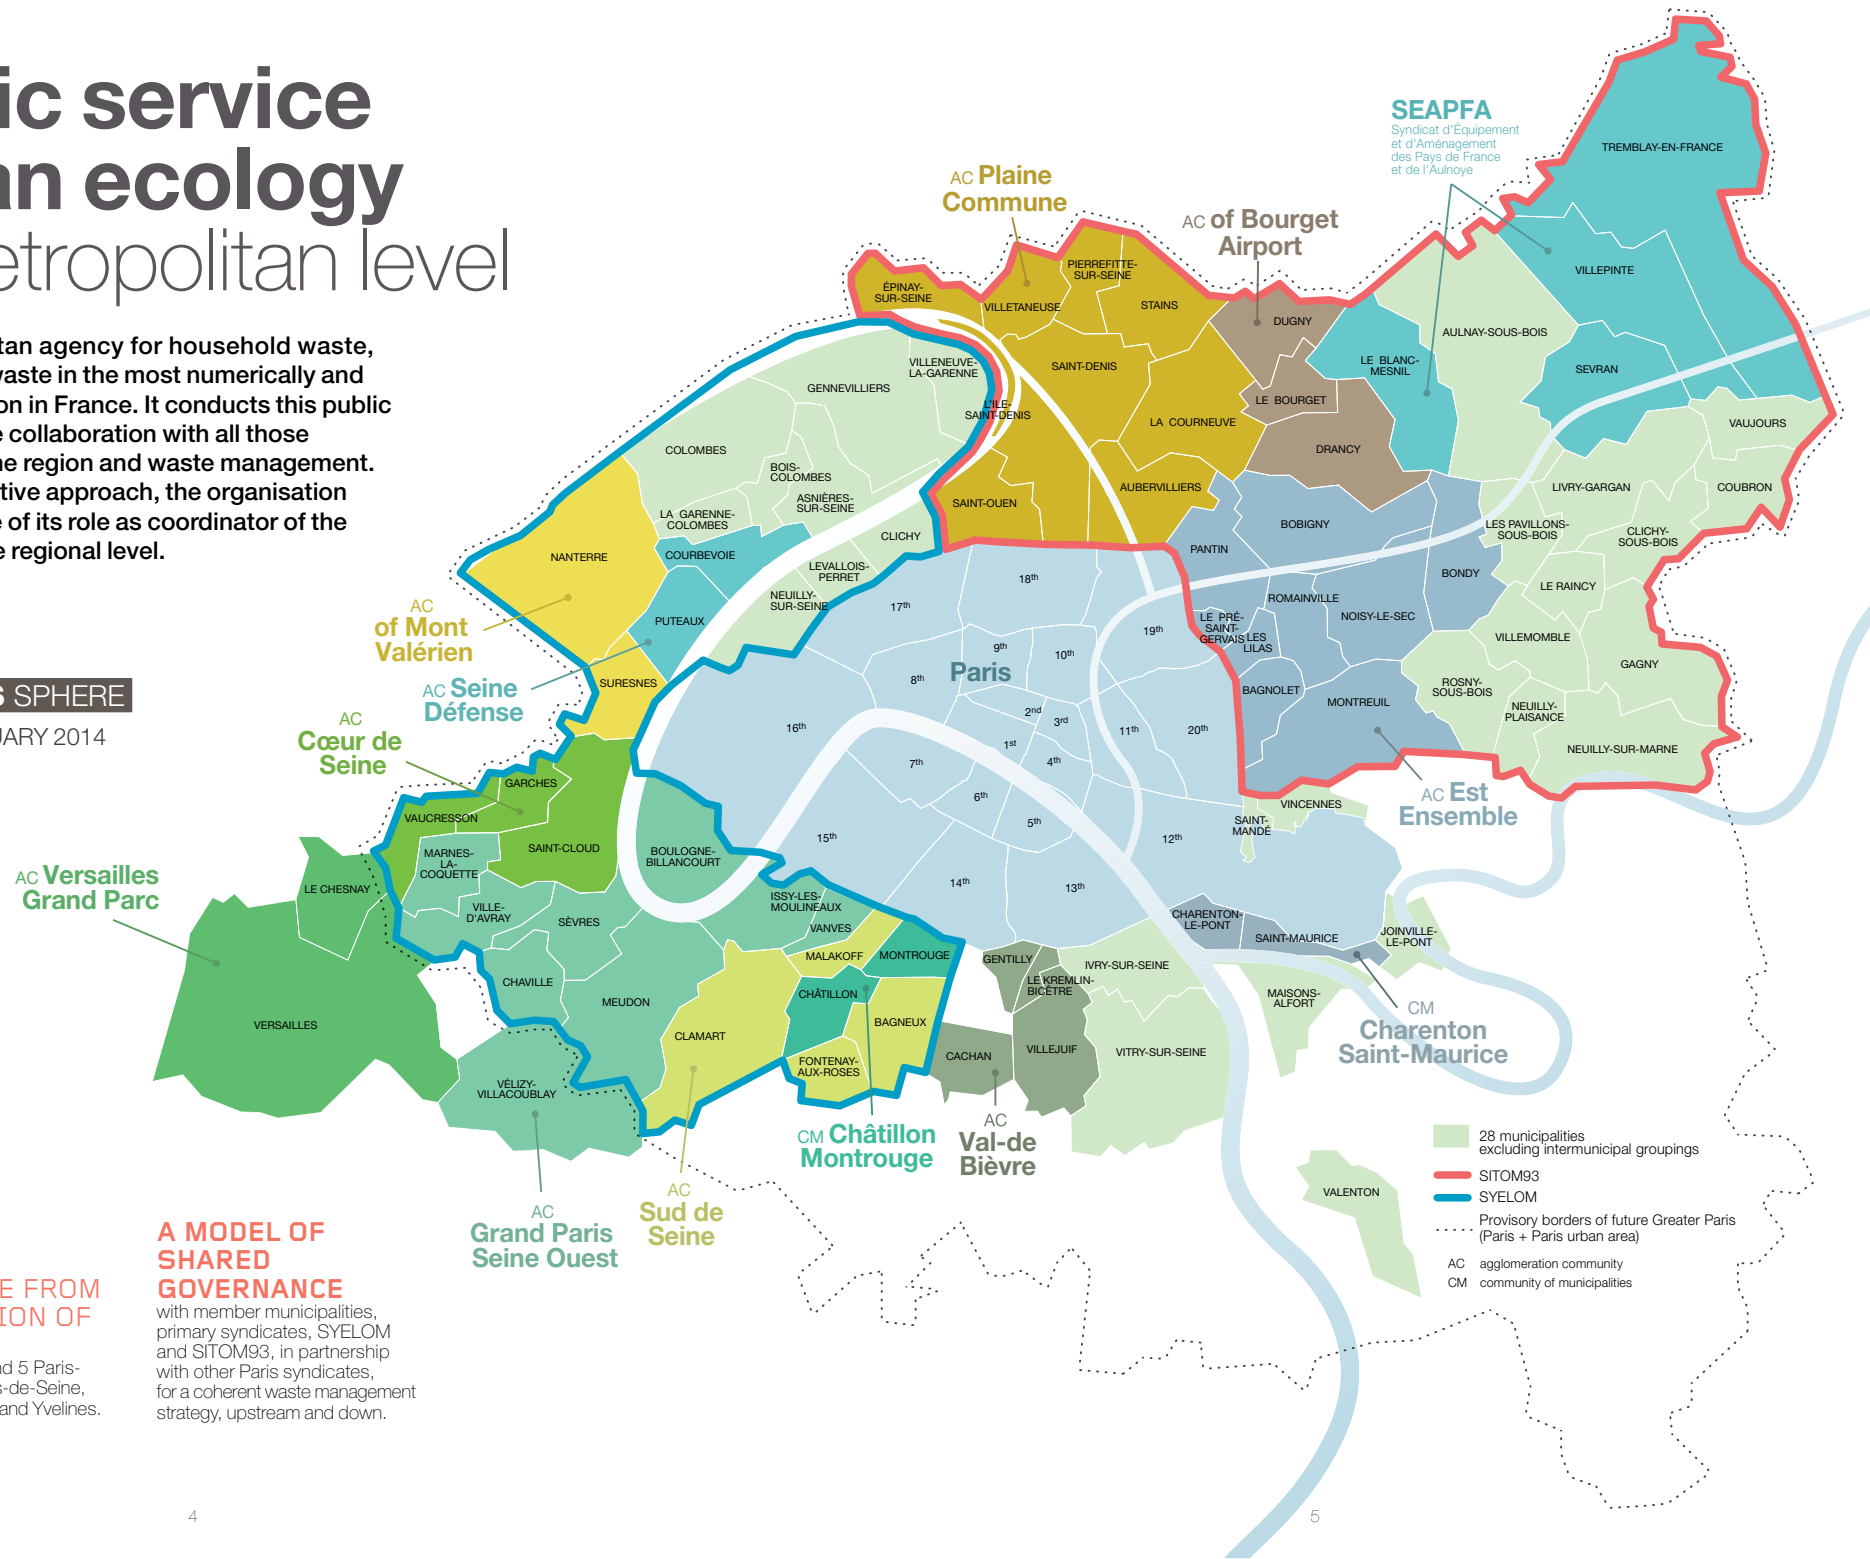 ic service
an ecology
etropolitan level
tan agency for household waste,
waste in the most numerically and
on in France. It conducts this public
e collaboration with all those
he region and waste management.
tive approach, the organisation
e of its role as coordinator of the
e regional level.
S SPHERE
UARY 2014
E FROM
ION OF
nd 5 Paris-
s-de-Seine,
and Yvelines.
A MODEL OF
SHARED
GOVERNANCE
with member municipalities,
primary syndicates, SYELOM
and SITOM93, in partnership
with other Paris syndicates,
for a coherent waste management
strategy, upstream and down.
4
SEAPFA
Syndicat d'Équipement
et d'Aménagement
des Pays de France
et de l'Aulnoye
AC Plaine
Commune
AC of Bourget
Airport
AC
of Mont
Valérien
AC Seine
Défense
AC
Cœur de
Seine
AC Versailles
Grand Parc
AC
Grand Paris
Seine Ouest
AC
Sud de
Seine
CM Châtillon
Montrouge
AC
Val-de
Bièvre
CM
Charenton
Saint-Maurice
AC Est
Ensemble
TREMBLAY-EN-FRANCE
VILLEPINTE
SEVRAN
AULNAY-SOUS-BOIS
LE BLANC-
MESNIL
VAUJOURS
COUBRON
LIVRY-GARGAN
CLICHY-
SOUS-BOIS
LES PAVILLONS-
SOUS-BOIS
LE RAINCY
VILLEMOMBLE
GAGNY
ROSNY-
SOUS-BOIS
NEUILLY-
PLAISANCE
NEUILLY-SUR-MARNE
ÉPINAY-
SUR-SEINE
VILLETANEUSE
PIERREFITTE-
SUR-SEINE
STAINS
SAINT-DENIS
L'ILE-
SAINT-DENIS
LA COURNEUVE
AUBERVILLIERS
SAINT-OUEN
DUGNY
LE BOURGET
DRANCY
BOBIGNY
PANTIN
BONDY
ROMAINVILLE
NOISY-LE-SEC
LE PRÉ-
SAINT-
GERVAIS
LES
LILAS
BAGNOLET
MONTREUIL
VILLENEUVE-
LA-GARENNE
GENNEVILLIERS
COLOMBES
BOIS-
COLOMBES
ASNIÈRES-
SUR-SEINE
LA GARENNE-
COLOMBES
CLICHY
LEVALLOIS-
PERRET
NEUILLY-
SUR-SEINE
COURBEVOIE
NANTERRE
PUTEAUX
SURESNES
GARCHES
VAUCRESSON
SAINT-CLOUD
MARNES-
LA-
COQUETTE
VILLE-
D'AVRAY
SÈVRES
CHAVILLE
MEUDON
BOULOGNE-
BILLANCOURT
ISSY-LES-
MOULINEAUX
VANVES
MALAKOFF
MONTROUGE
CHÂTILLON
BAGNEUX
CLAMART
FONTENAY-
AUX-ROSES
LE CHESNAY
VERSAILLES
VÉLIZY-
VILLACOUBLAY
Paris
18th
17th
19th
9th
10th
8th
2nd
3rd
1st
4th
11th
20th
16th
7th
6th
5th
15th
12th
14th
13th
VINCENNES
SAINT-
MANDÉ
CHARENTON-
LE-PONT
SAINT-MAURICE
JOINVILLE-
LE-PONT
GENTILLY
LE KREMLIN-
BICÊTRE
IVRY-SUR-SEINE
MAISONS-
ALFORT
CACHAN
VILLEJUIF
VITRY-SUR-SEINE
VALENTON
28 municipalities
excluding intermunicipal groupings
SITOM93
SYELOM
Provisory borders of future Greater Paris
(Paris + Paris urban area)
AC agglomeration community
CM community of municipalities
5